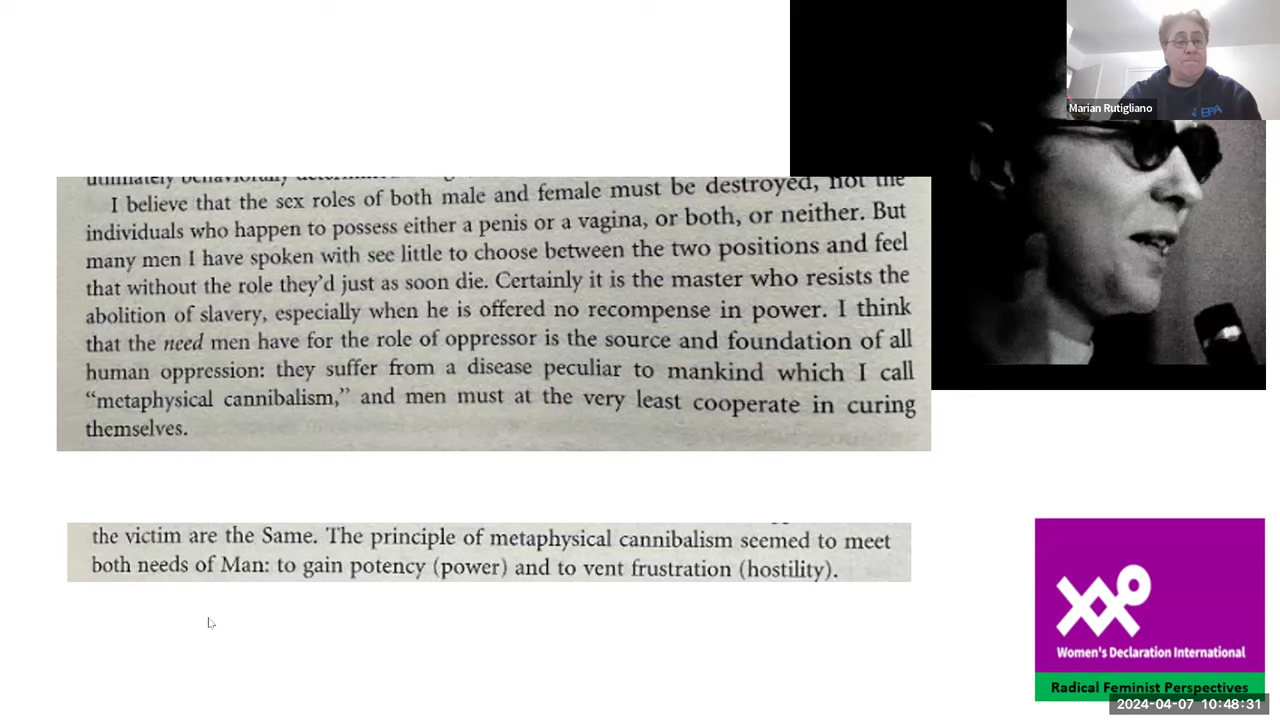 Marian Rutigliano
EPA
ultimately behaviorally
I believe that the sex roles of both male and female must be destroyed, not the
individuals who happen to possess either a penis or a vagina, or both, or neither. But
many men I have spoken with see little to choose between the two positions and feel
that without the role they'd just as soon die. Certainly it is the master who resists the
abolition of slavery, especially when he is offered no recompense in power. I think
that the need men have for the role of oppressor is the source and foundation of all
human oppression: they suffer from a disease peculiar to mankind which I call
“metaphysical cannibalism,” and men must at the very least cooperate in curing
themselves.
the victim are the Same. The principle of metaphysical cannibalism seemed to meet
both needs of Man: to gain potency (power) and to vent frustration (hostility).
Women's Declaration International
Radical Feminist Perspectives
2024-04-07 10:48:31